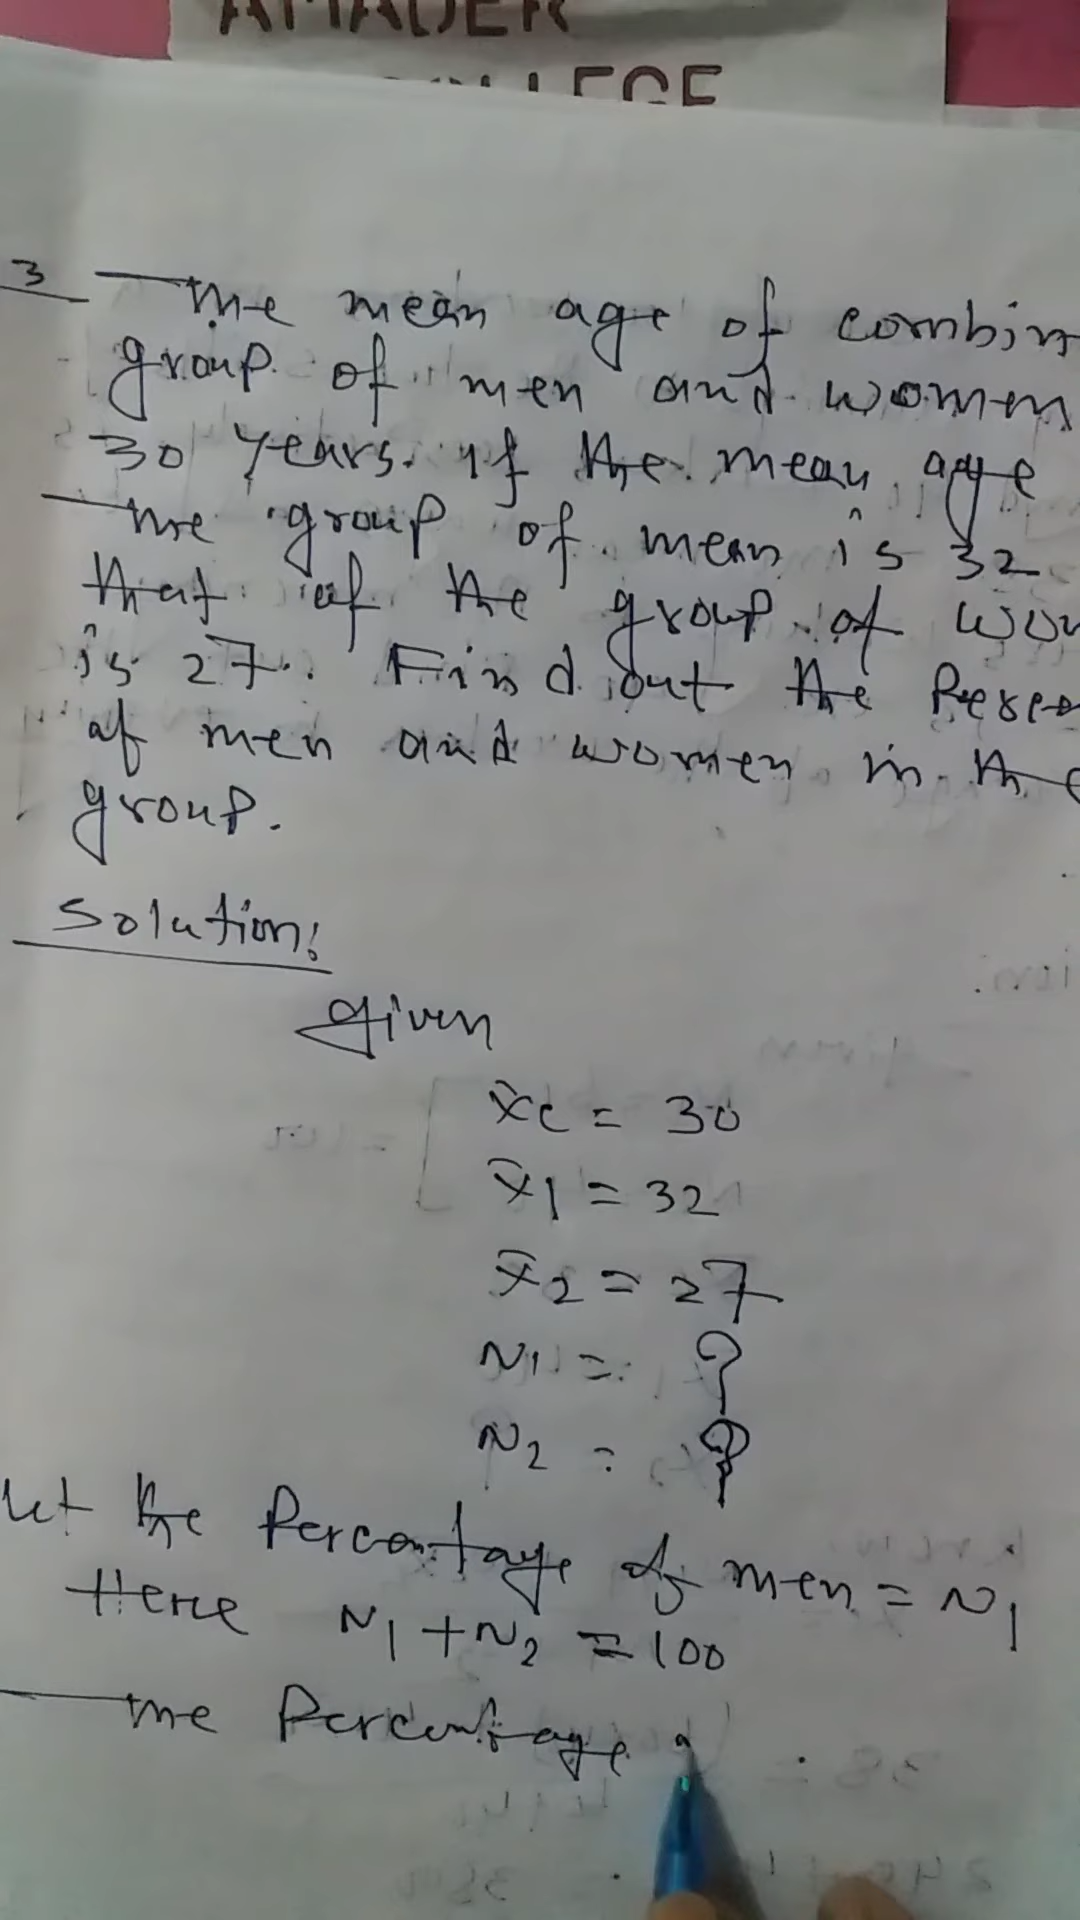 AMADER
COLLEGE
3 The mean age of combin
group of men and women
30 years. if the mean age
the group of mean is 32
that of the group of wom
is 27. Find out the Perce
of men and women in the
group.
Solution:
given
x̄c = 30
x̄1 = 32
x̄2 = 27
N1 = ?
N2 = ?
let the Percentage of men = N1
Here N1 + N2 = 100
The Percentage